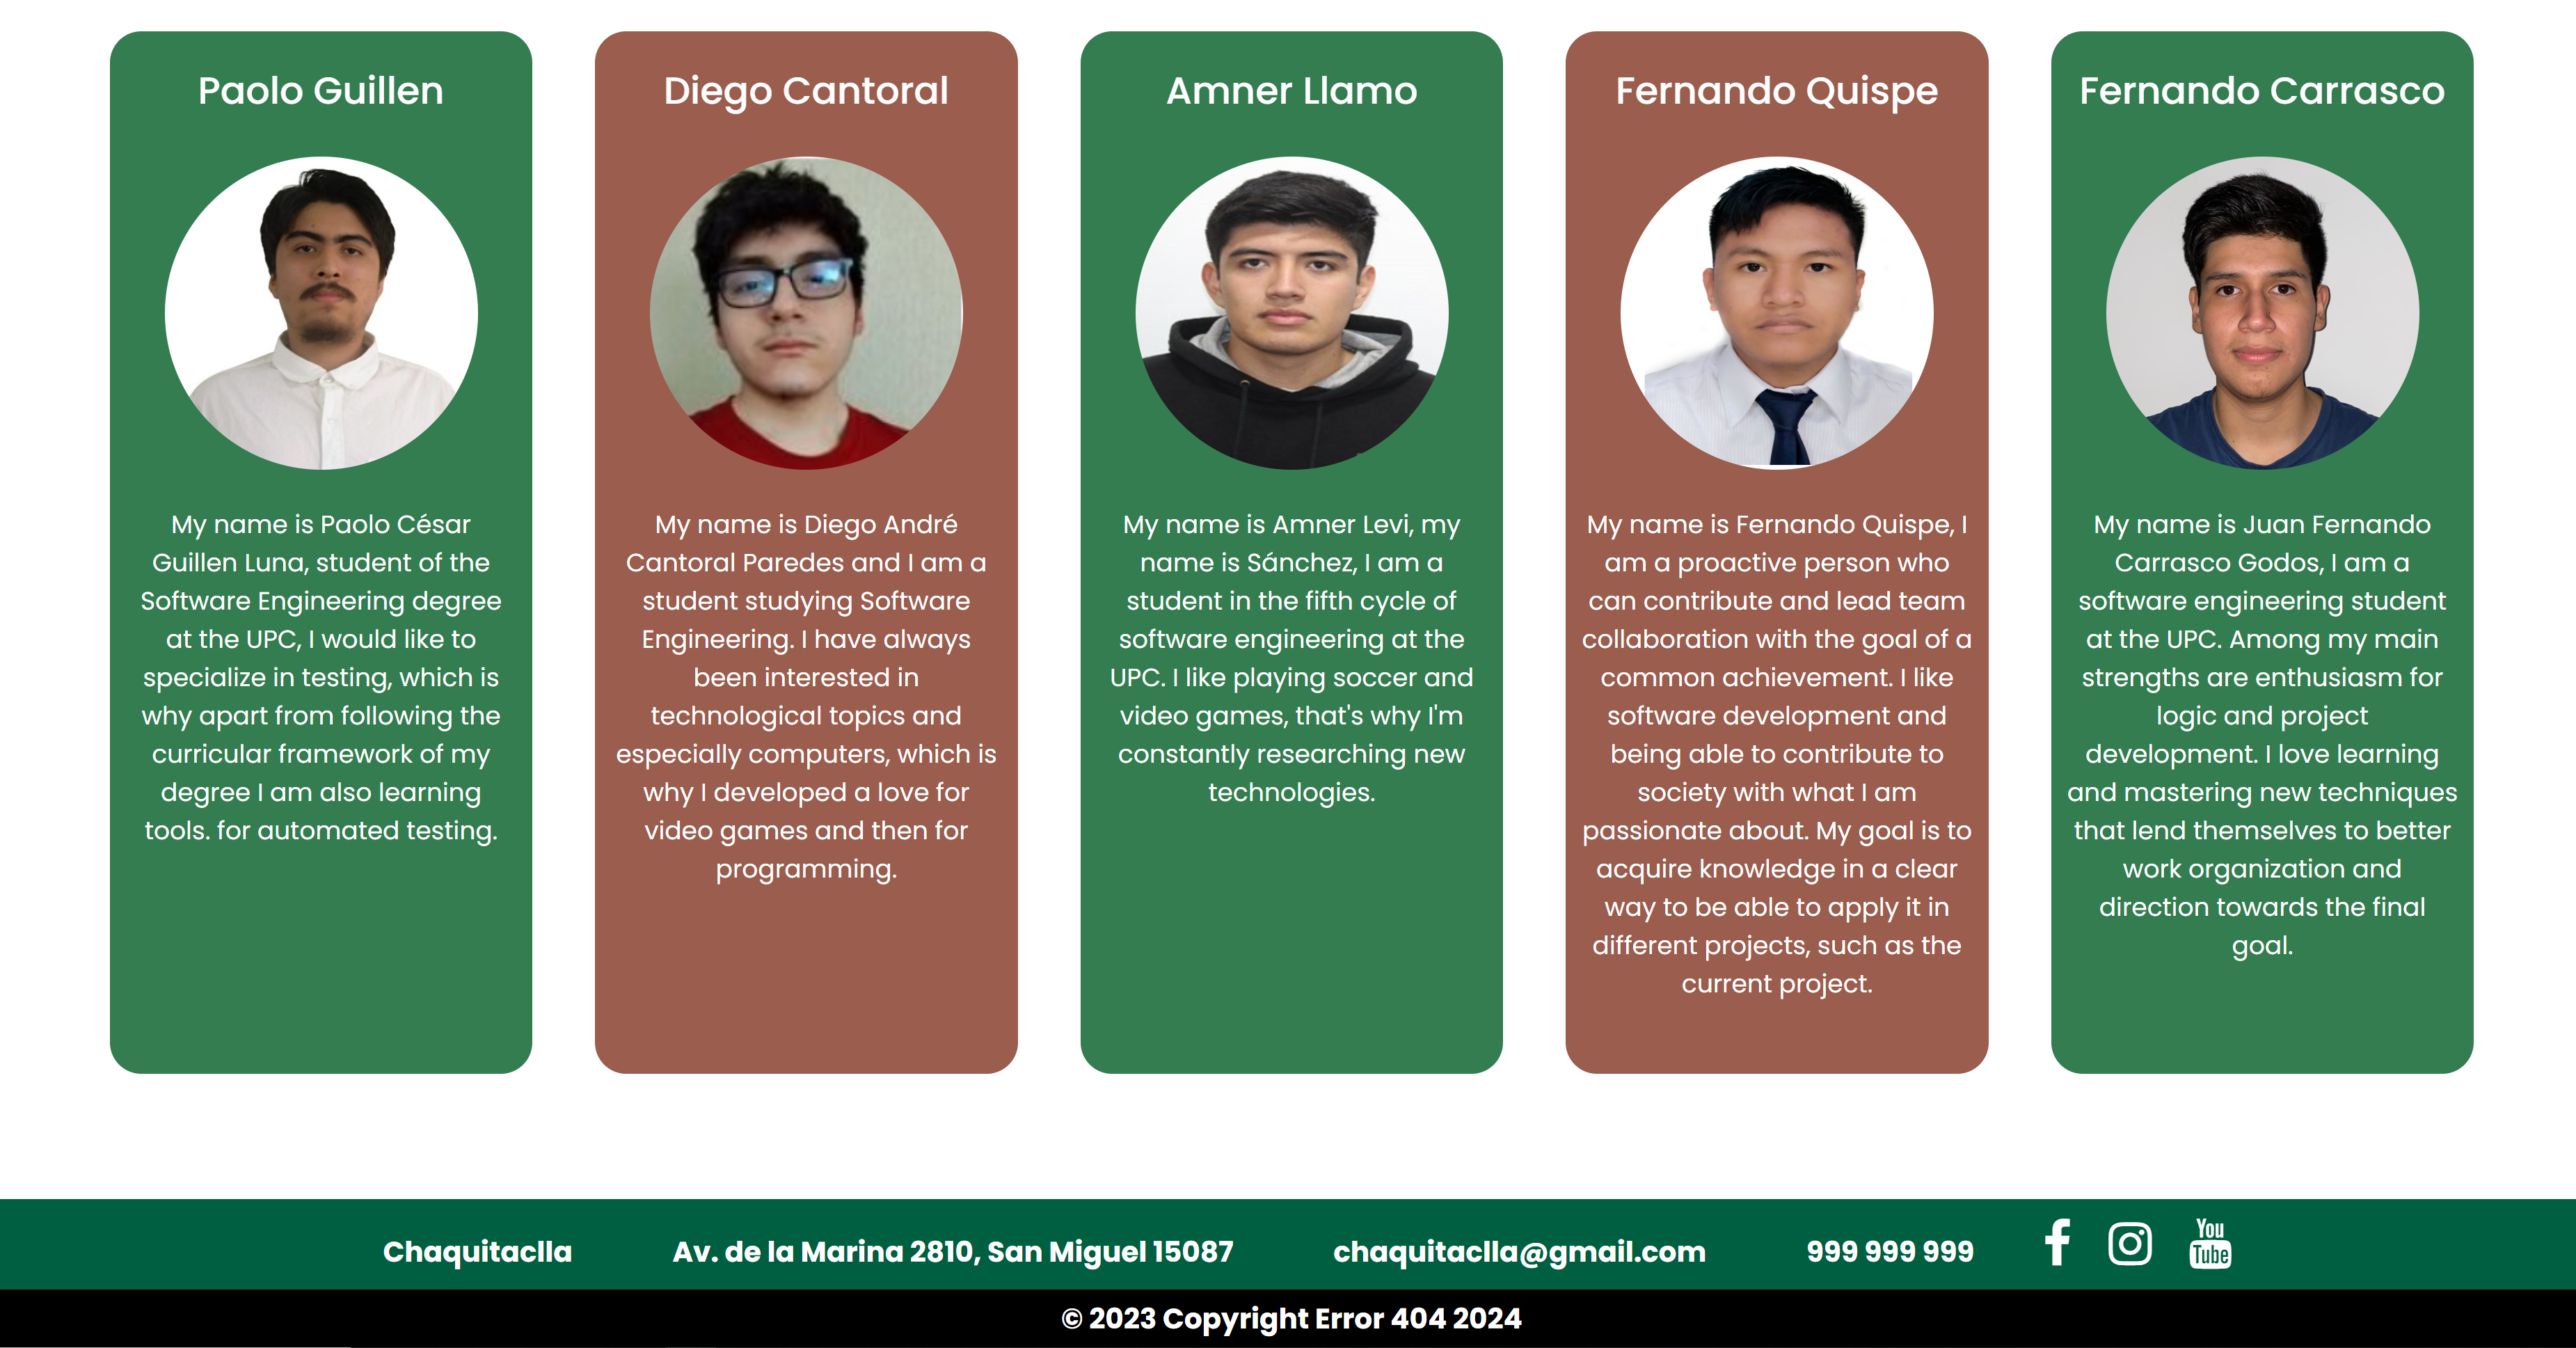 Paolo Guillen
My name is Paolo César
Guillen Luna, student of the
Software Engineering degree
at the UPC, I would like to
specialize in testing, which is
why apart from following the
curricular framework of my
degree I am also learning
tools. for automated testing.
Diego Cantoral
My name is Diego André
Cantoral Paredes and I am a
student studying Software
Engineering. I have always
been interested in
technological topics and
especially computers, which is
why I developed a love for
video games and then for
programming.
Amner Llamo
My name is Amner Levi, my
name is Sánchez, I am a
student in the fifth cycle of
software engineering at the
UPC. I like playing soccer and
video games, that's why I'm
constantly researching new
technologies.
Fernando Quispe
My name is Fernando Quispe, I
am a proactive person who
can contribute and lead team
collaboration with the goal of a
common achievement. I like
software development and
being able to contribute to
society with what I am
passionate about. My goal is to
acquire knowledge in a clear
way to be able to apply it in
different projects, such as the
current project.
Fernando Carrasco
My name is Juan Fernando
Carrasco Godos, I am a
software engineering student
at the UPC. Among my main
strengths are enthusiasm for
logic and project
development. I love learning
and mastering new techniques
that lend themselves to better
work organization and
direction towards the final
goal.
Chaquitaclla
Av. de la Marina 2810, San Miguel 15087
chaquitaclla@gmail.com
999 999 999
You
Tube
© 2023 Copyright Error 404 2024